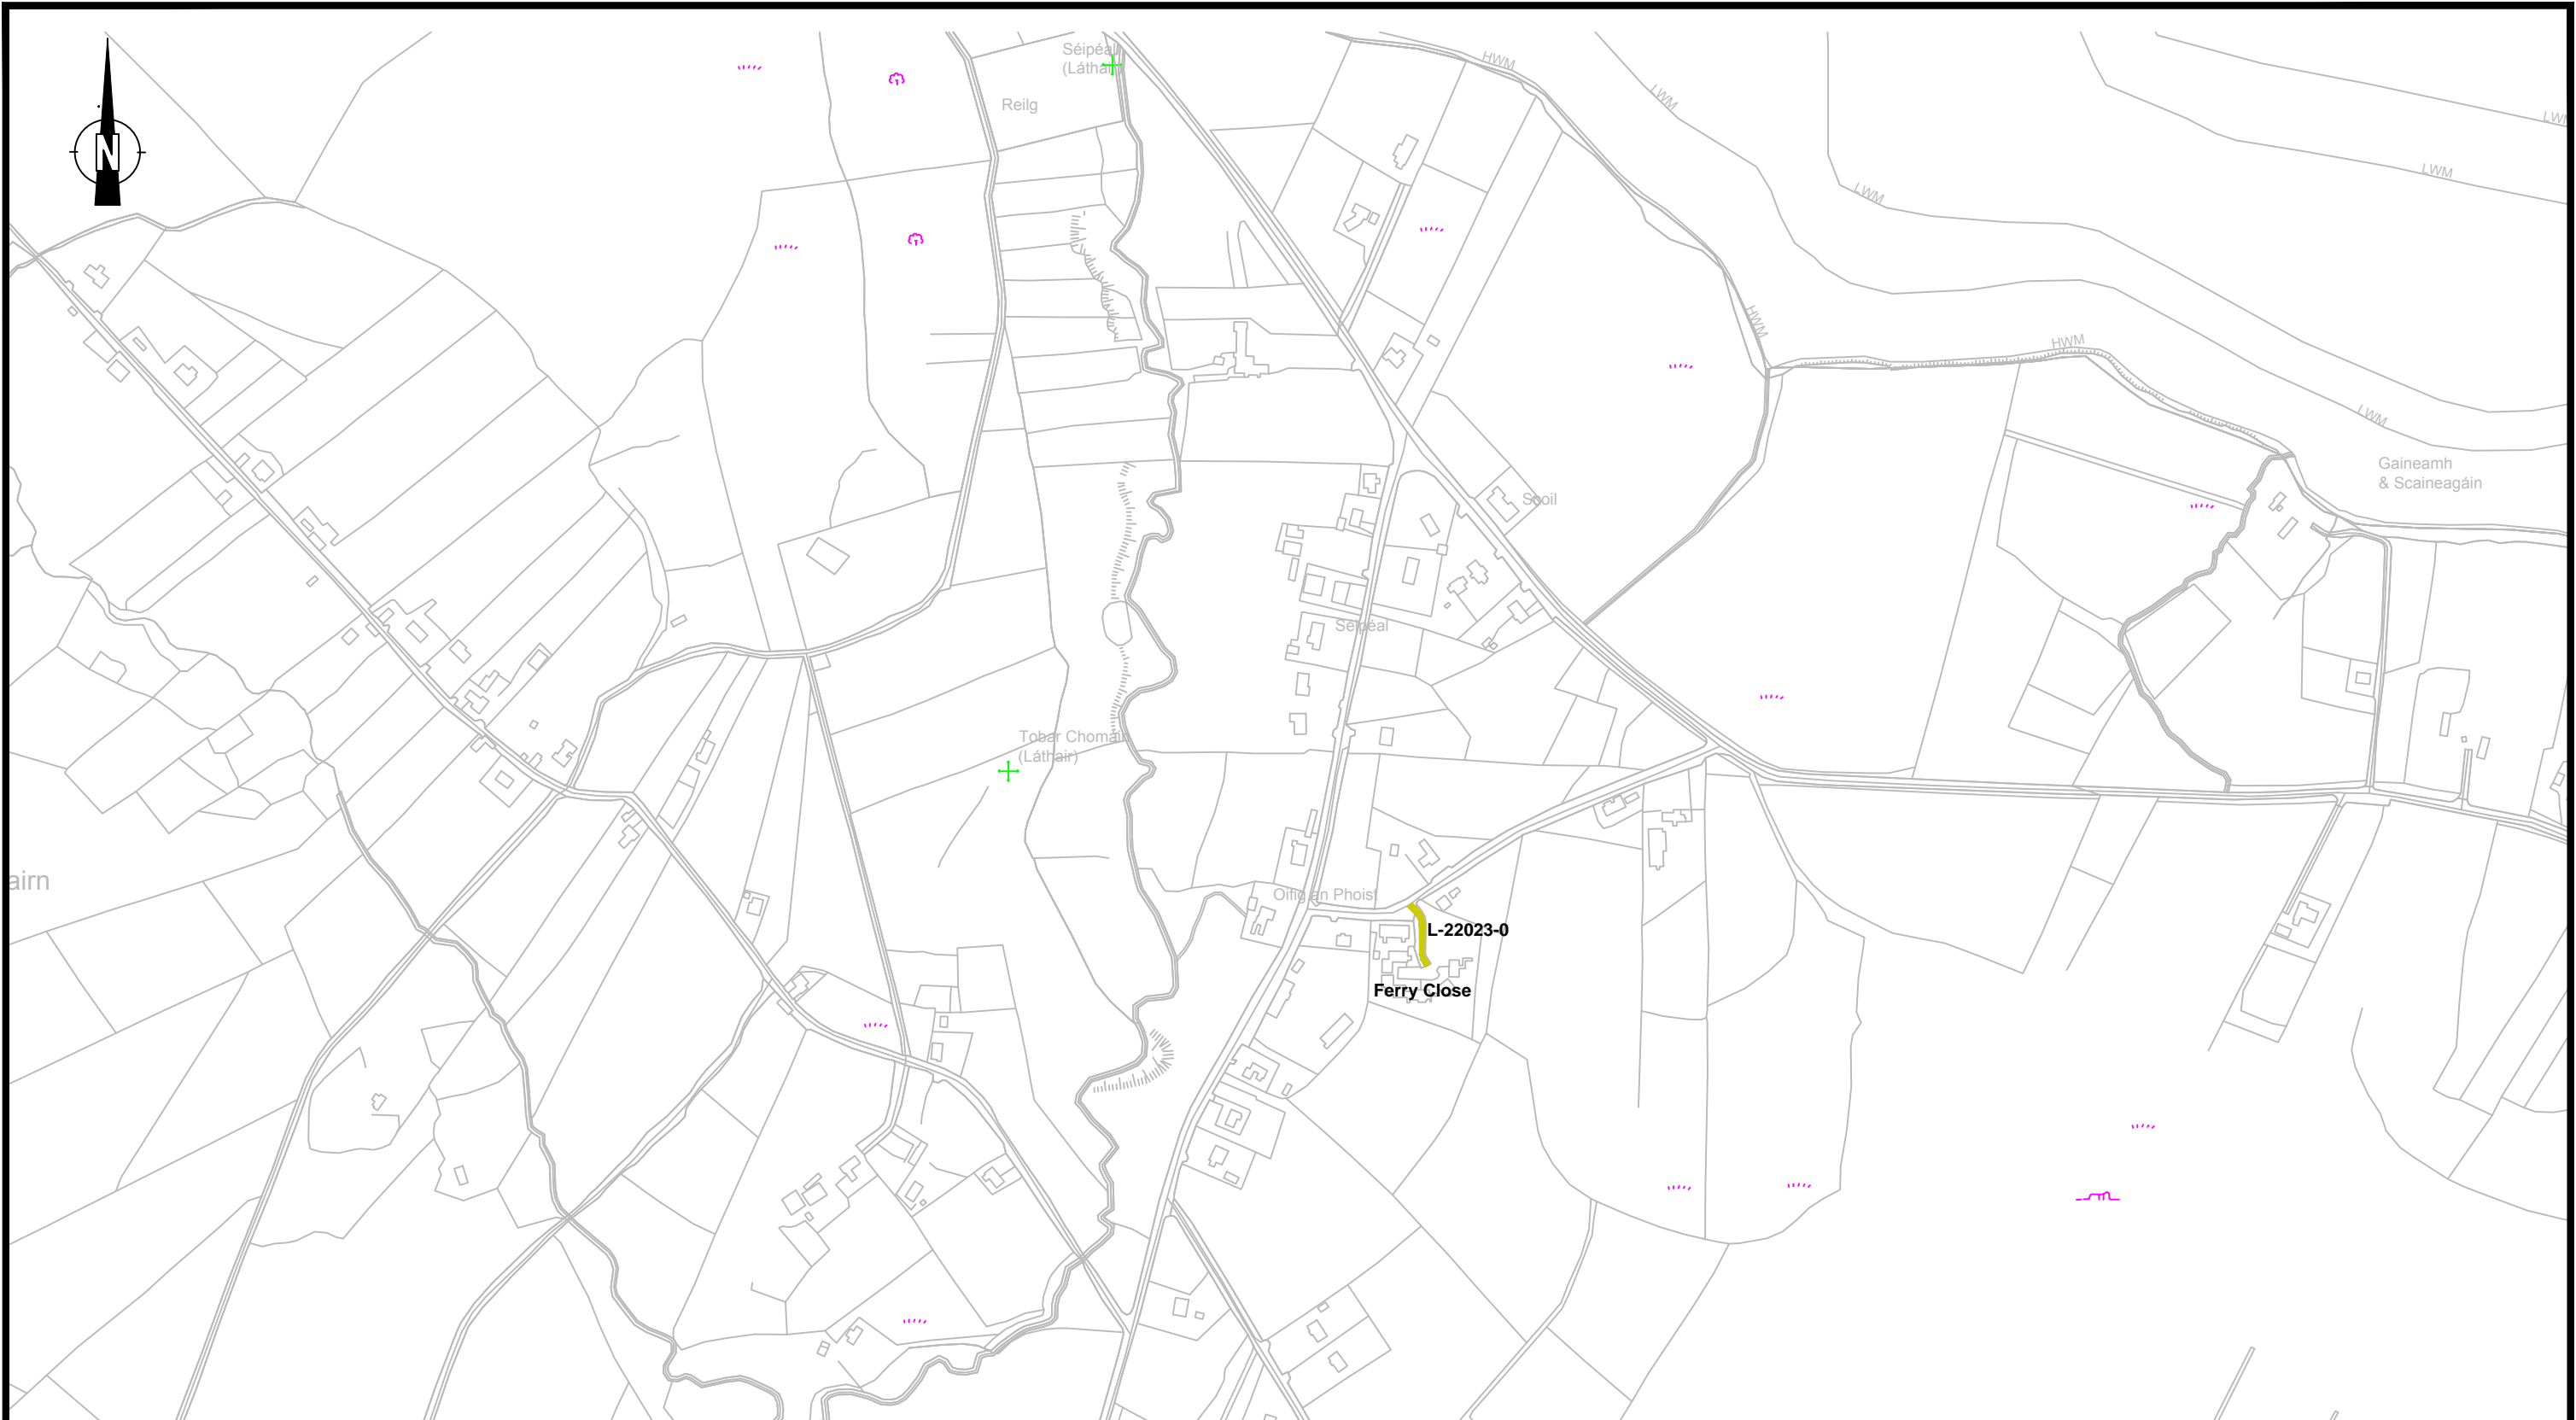 Séipéal
(Láthair)
HWM
LWM
LWM
Reilg
N
LWM
LWM
HWM
HWM
LWM
Gaineamh
& Scaineagáin
Scoil
Séipéal
Tobar Chomáin
(Láthair)
airn
Oifig an Phoist
L-22023-0
Ferry Close